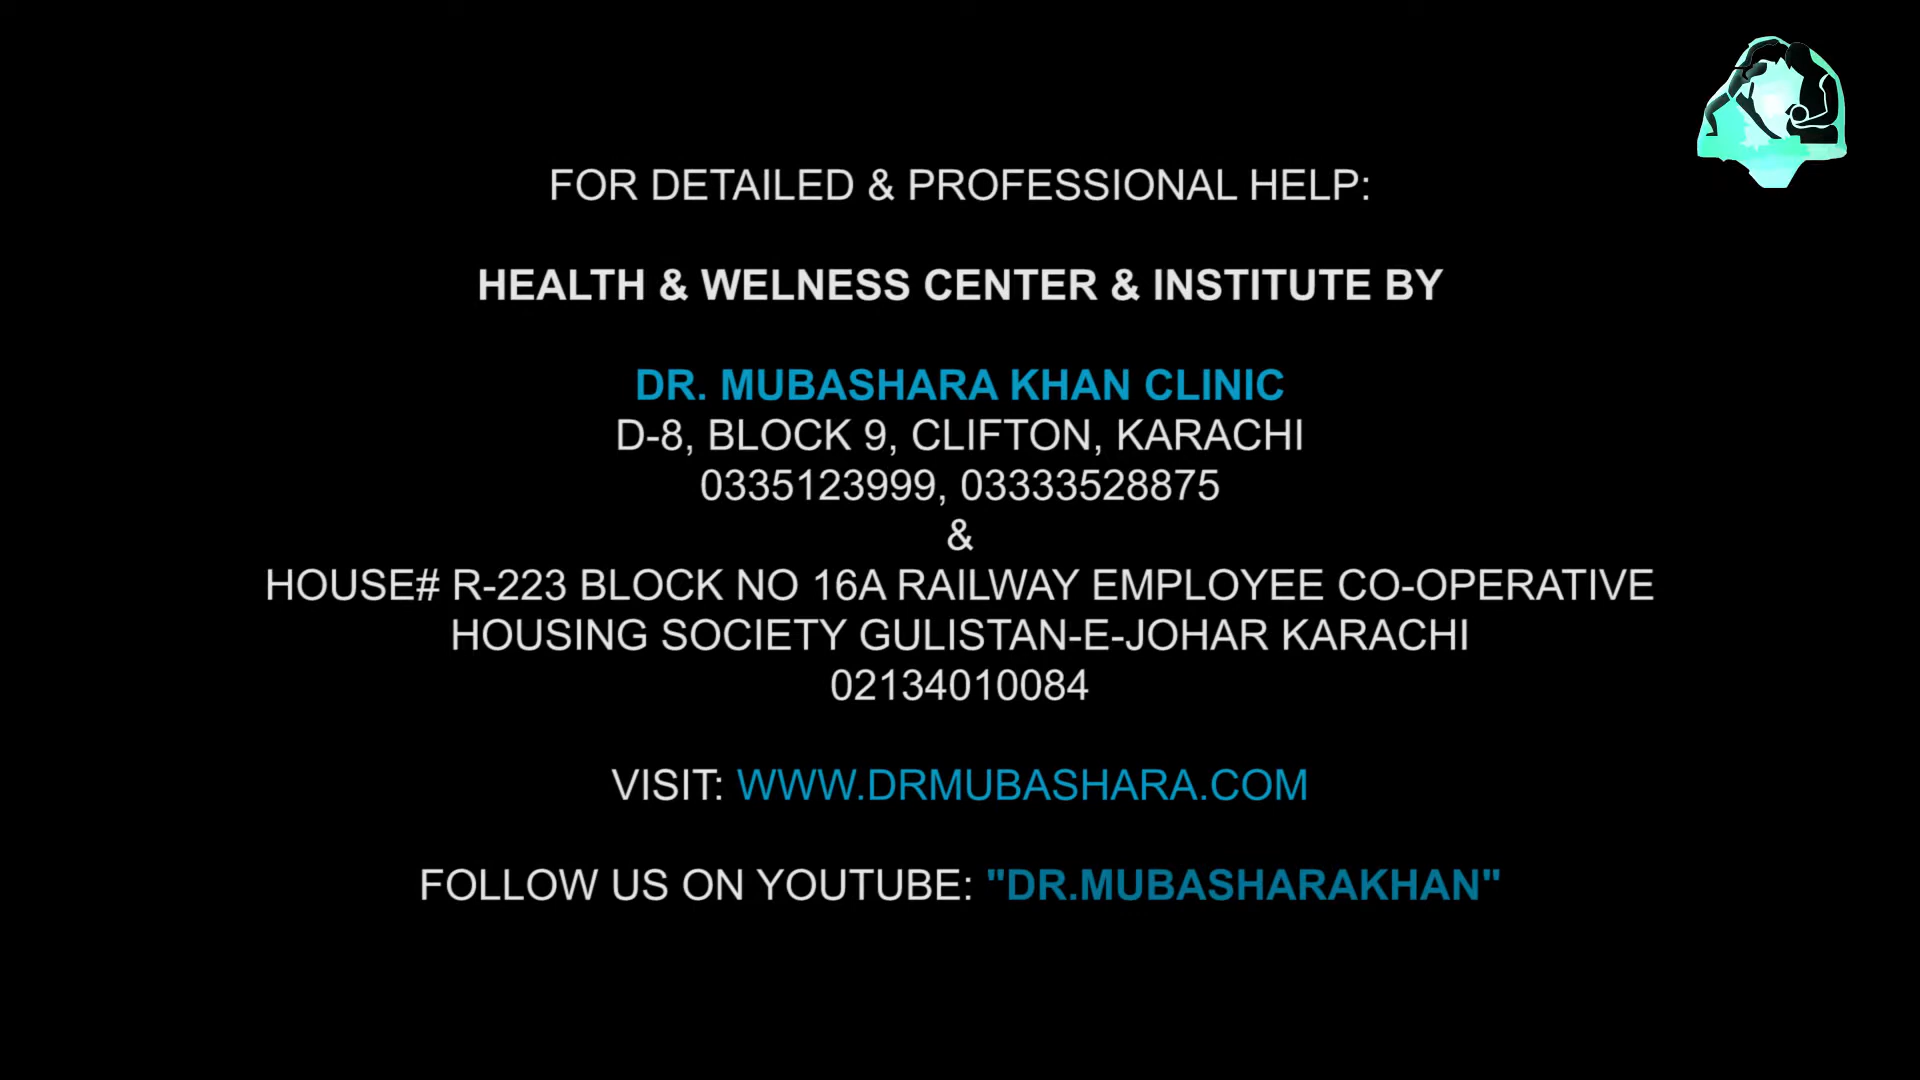 FOR DETAILED & PROFESSIONAL HELP:
HEALTH & WELNESS CENTER & INSTITUTE BY
DR. MUBASHARA KHAN CLINIC
D-8, BLOCK 9, CLIFTON, KARACHI
0335123999, 03333528875
&
HOUSE# R-223 BLOCK NO 16A RAILWAY EMPLOYEE CO-OPERATIVE
HOUSING SOCIETY GULISTAN-E-JOHAR KARACHI
02134010084
VISIT: WWW.DRMUBASHARA.COM
FOLLOW US ON YOUTUBE: "DR.MUBASHARAKHAN"